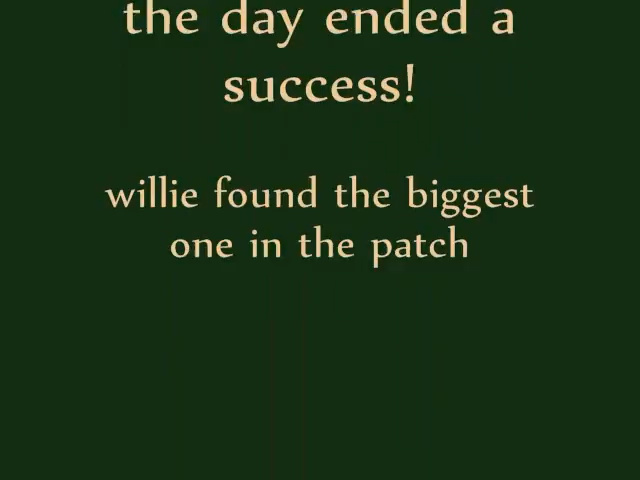 the day ended a
success!
willie found the biggest
one in the patch